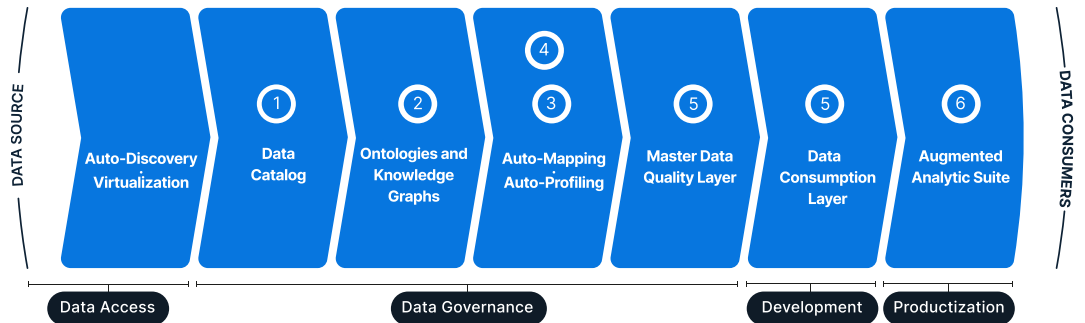 DATA SOURCE
Auto-Discovery
·
Virtualization
1
Data
Catalog
2
Ontologies and
Knowledge
Graphs
4
3
Auto-Mapping
·
Auto-Profiling
5
Master Data
Quality Layer
5
Data
Consumption
Layer
6
Augmented
Analytic Suite
DATA CONSUMERS
Data Access
Data Governance
Development
Productization